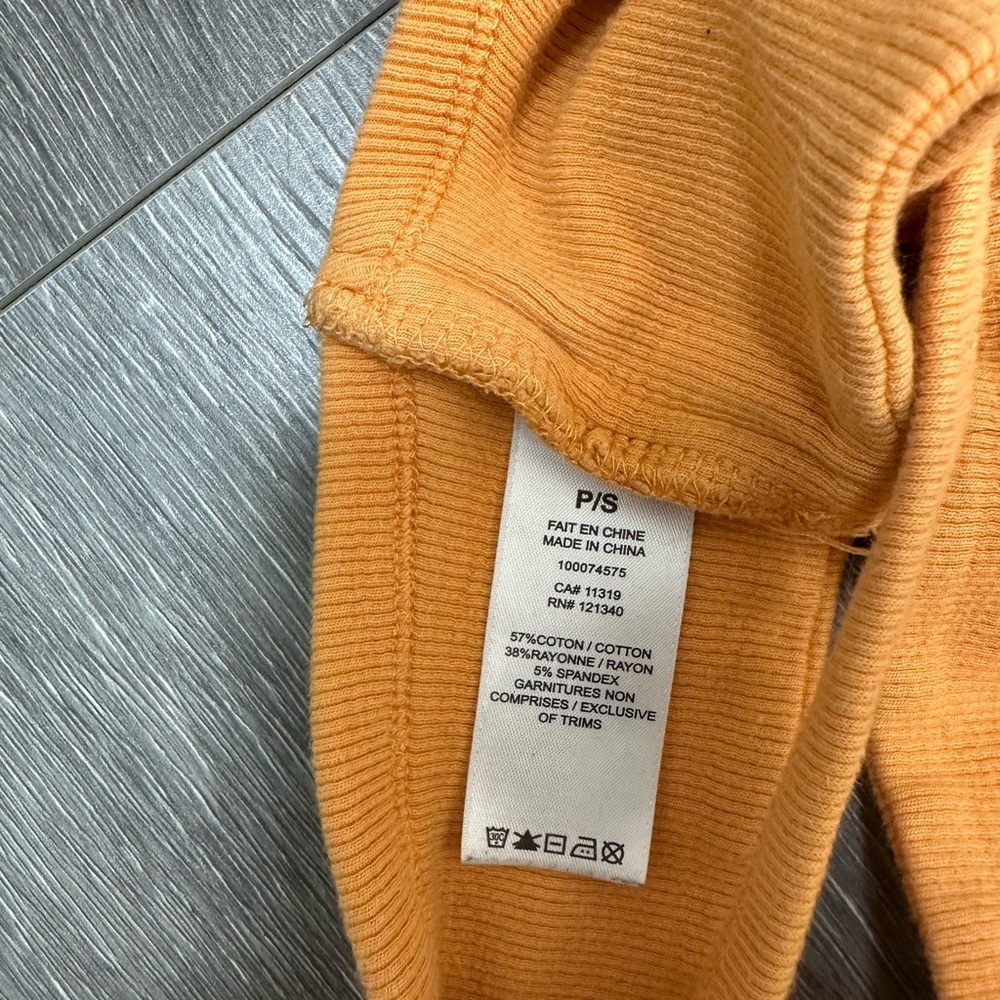 P/S
FAIT EN CHINE
MADE IN CHINA
100074575
CA# 11319
RN# 121340
57%COTON / COTTON
38%RAYONNE / RAYON
5% SPANDEX
GARNITURES NON
COMPRISES / EXCLUSIVE
OF TRIMS
30C